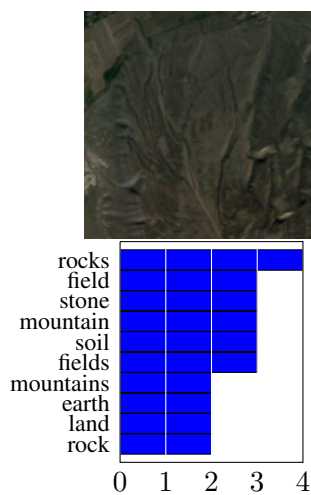 rocks
field
stone
mountain
soil
fields
mountains
earth
land
rock
0 1 2 3 4